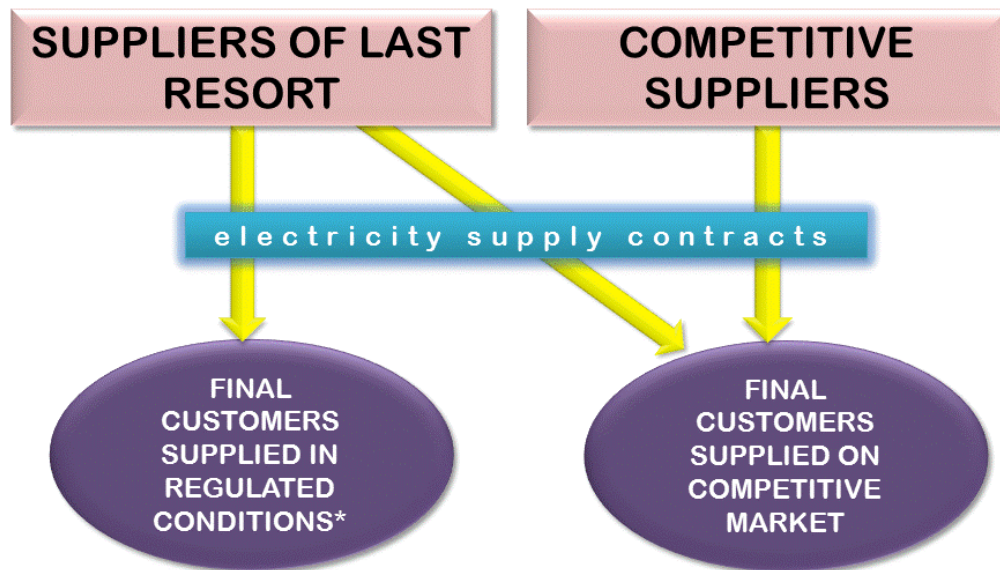 SUPPLIERS OF LAST
RESORT
COMPETITIVE
SUPPLIERS
electricity supply contracts
FINAL
CUSTOMERS
SUPPLIED IN
REGULATED
CONDITIONS*
FINAL
CUSTOMERS
SUPPLIED ON
COMPETITIVE
MARKET